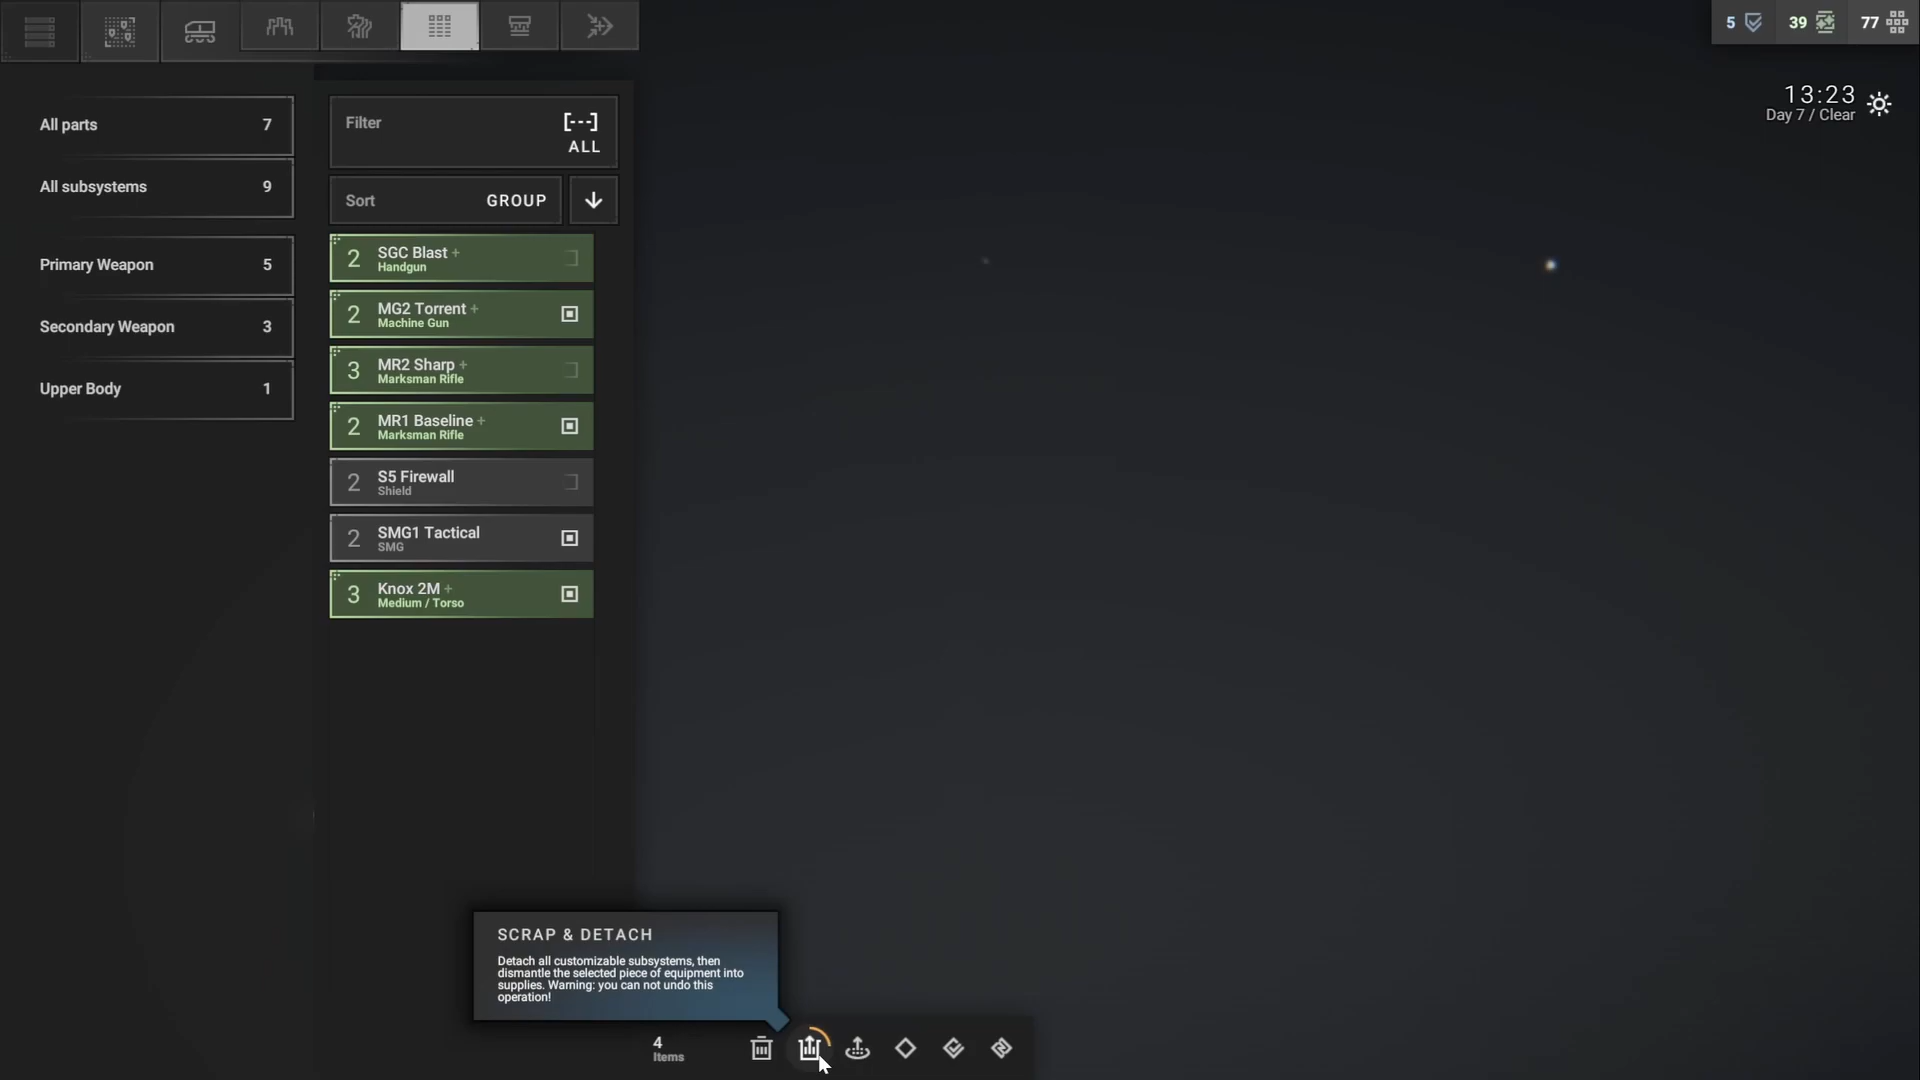 5
39
77
13:23
Day 7 / Clear
All parts 7
All subsystems 9
Primary Weapon 5
Secondary Weapon 3
Upper Body 1
Filter [---]
ALL
Sort GROUP
2 SGC Blast +
Handgun
2 MG2 Torrent +
Machine Gun
3 MR2 Sharp +
Marksman Rifle
2 MR1 Baseline +
Marksman Rifle
2 S5 Firewall
Shield
2 SMG1 Tactical
SMG
3 Knox 2M +
Medium / Torso
SCRAP & DETACH
Detach all customizable subsystems, then
dismantle the selected piece of equipment into
supplies. Warning: you can not undo this
operation!
4
Items